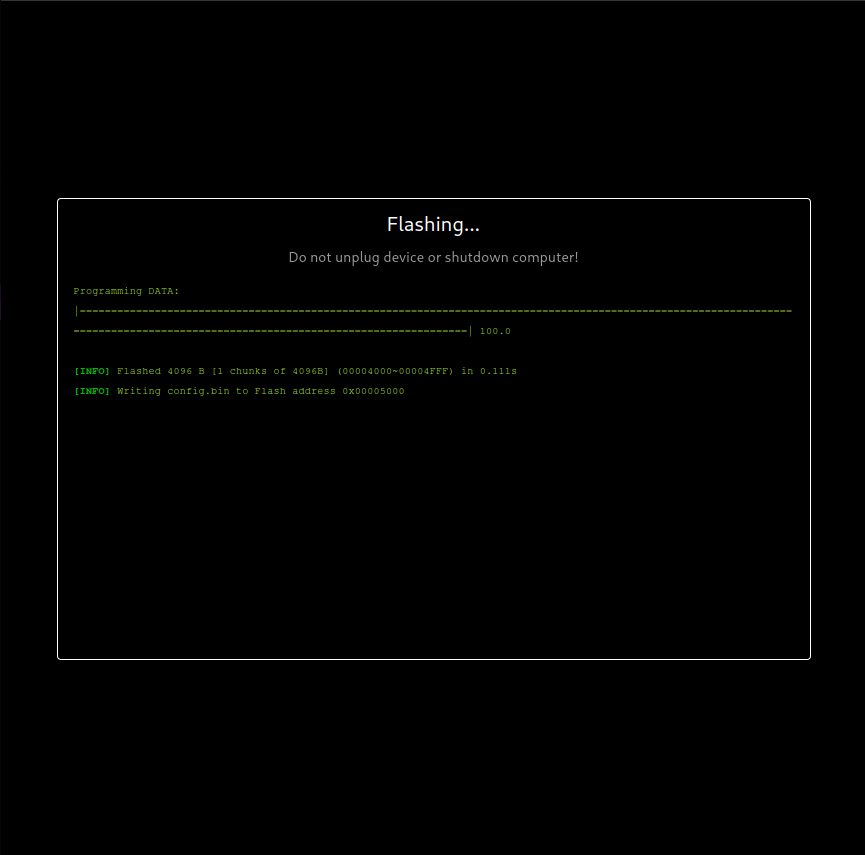 Flashing...
Do not unplug device or shutdown computer!
Programming DATA:
|==================================================================================================================
===============================================================| 100.0
[INFO] Flashed 4096 B [1 chunks of 4096B] (00004000~00004FFF) in 0.111s
[INFO] Writing config.bin to Flash address 0x00005000